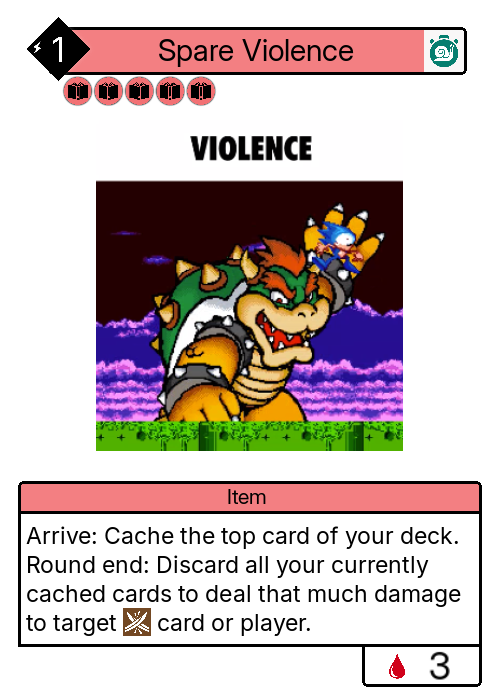 1
Spare Violence
VIOLENCE
Item
Arrive: Cache the top card of your deck.
Round end: Discard all your currently
cached cards to deal that much damage
to target card or player.
3